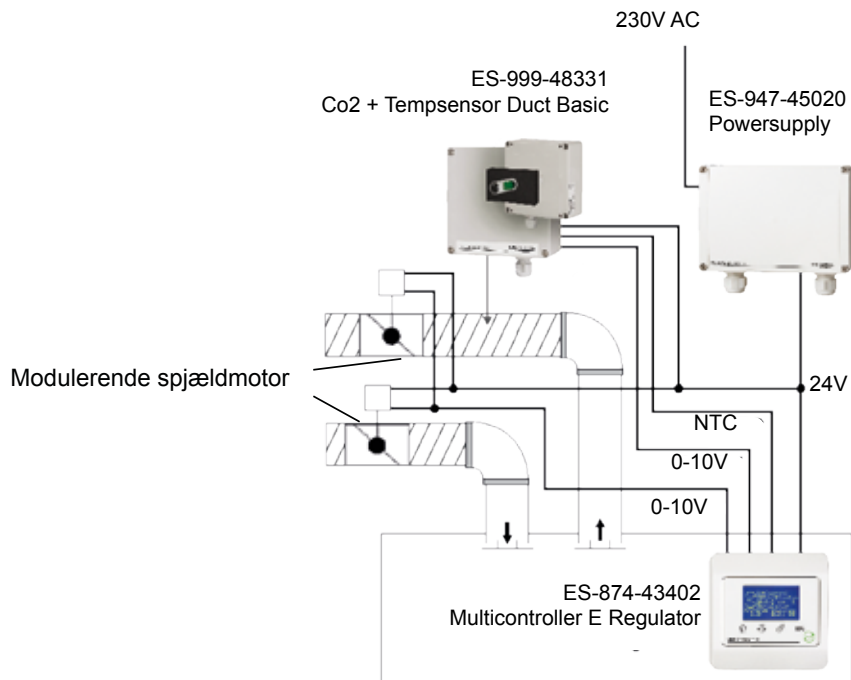 230V AC
ES-999-48331
Co2 + Tempsensor Duct Basic
ES-947-45020
Powersupply
Modulerende spjældmotor
24V
NTC
0-10V
0-10V
ES-874-43402
Multicontroller E Regulator